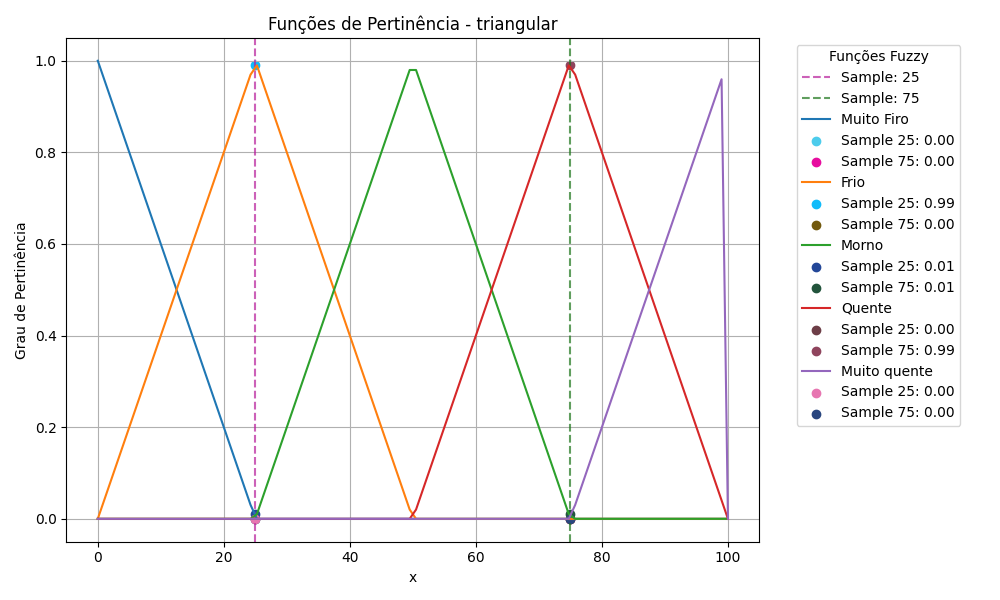 Funções de Pertinência - triangular
1.0
0.8
0.6
0.4
0.2
0.0
Grau de Pertinência
0
20
40
60
80
100
x
Funções Fuzzy
Sample: 25
Sample: 75
Muito Firo
Sample 25: 0.00
Sample 75: 0.00
Frio
Sample 25: 0.99
Sample 75: 0.00
Morno
Sample 25: 0.01
Sample 75: 0.01
Quente
Sample 25: 0.00
Sample 75: 0.99
Muito quente
Sample 25: 0.00
Sample 75: 0.00